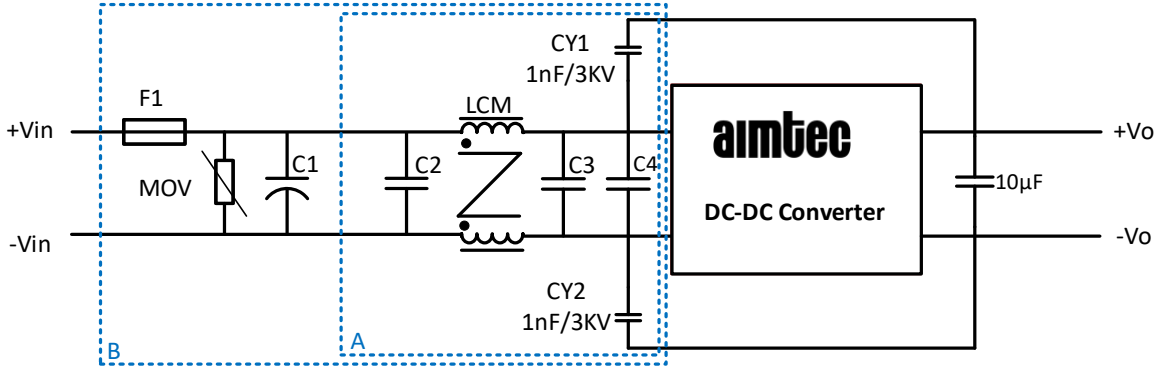 CY1
1nF/3KV
F1
LCM
+Vin
aimtec
+Vo
MOV
C1
C2
C3
C4
10µF
DC-DC Converter
-Vin
-Vo
CY2
1nF/3KV
B
A